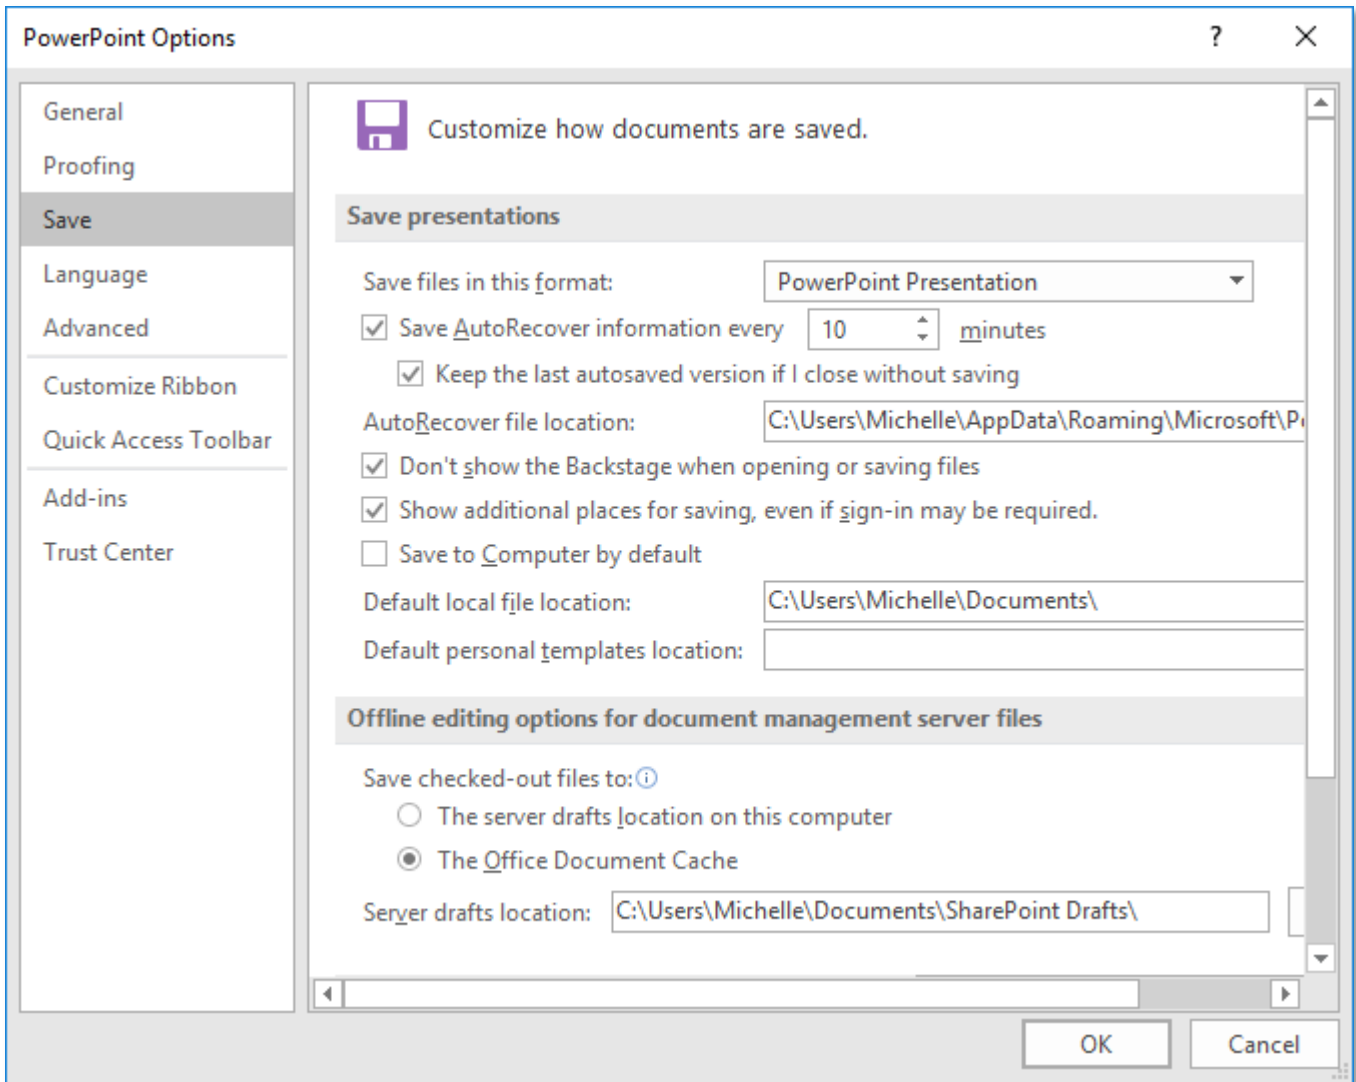 PowerPoint Options
General
Proofing
Save
Language
Advanced
Customize Ribbon
Quick Access Toolbar
Add-ins
Trust Center
Customize how documents are saved.
Save presentations
Save files in this format: PowerPoint Presentation
Save AutoRecover information every 10 minutes
Keep the last autosaved version if I close without saving
AutoRecover file location: C:\Users\Michelle\AppData\Roaming\Microsoft\P
Don't show the Backstage when opening or saving files
Show additional places for saving, even if sign-in may be required.
Save to Computer by default
Default local file location: C:\Users\Michelle\Documents\
Default personal templates location:
Offline editing options for document management server files
Save checked-out files to:
The server drafts location on this computer
The Office Document Cache
Server drafts location: C:\Users\Michelle\Documents\SharePoint Drafts\
OK Cancel